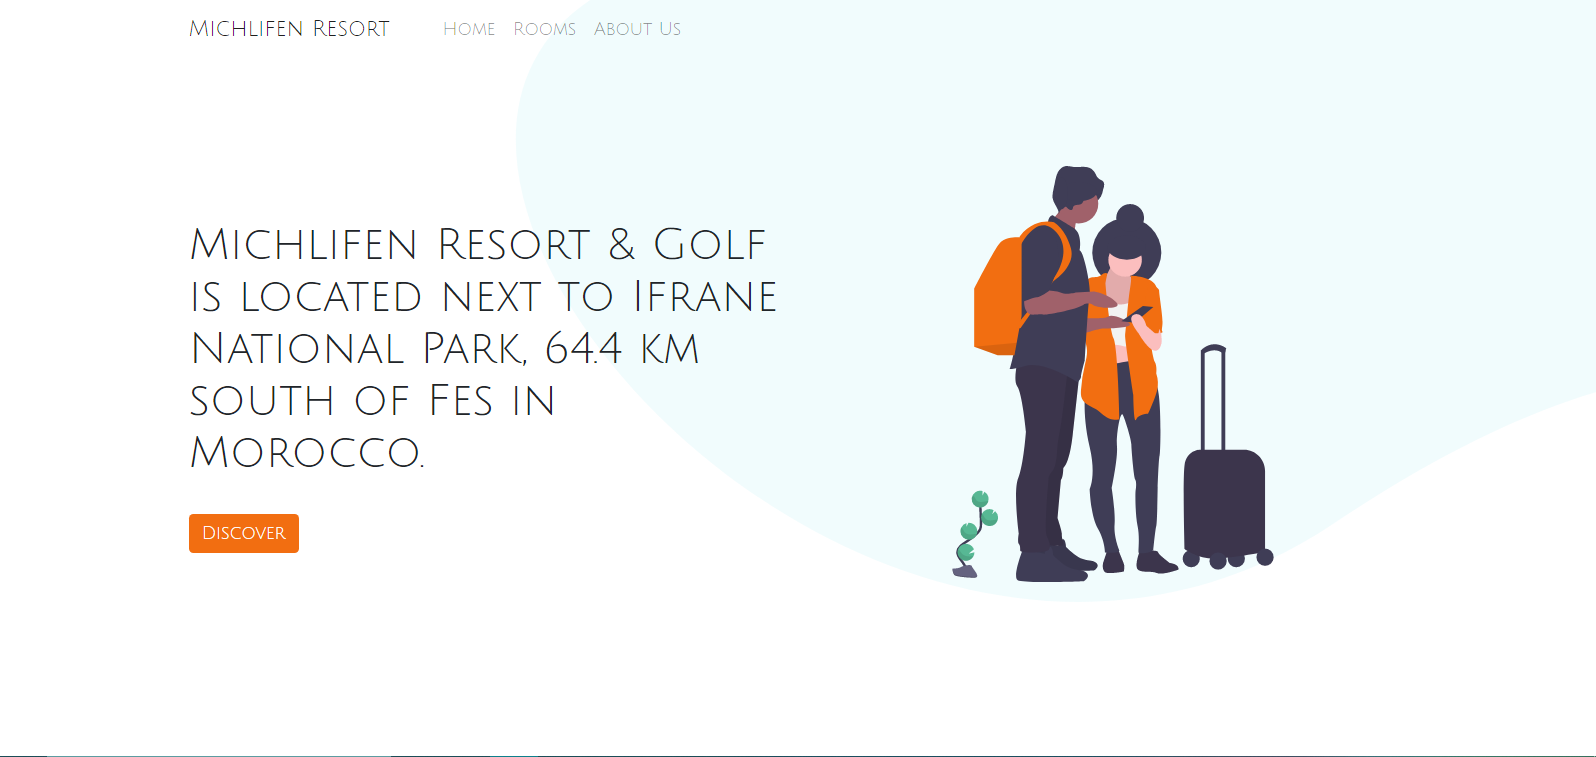 Michlifen Resort
Home Rooms About Us
Michlifen Resort & Golf
is located next to Ifrane
National Park, 64.4 km
south of Fes in
Morocco.
Discover